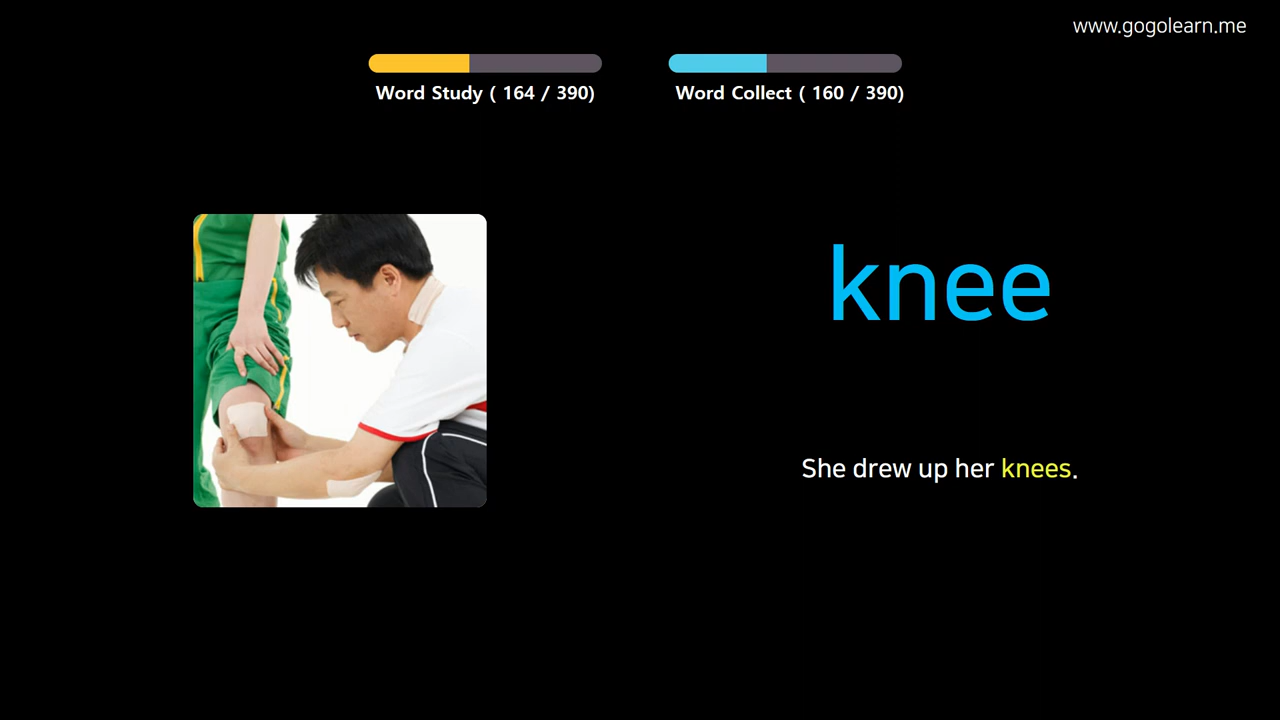 www.gogolearn.me
Word Study ( 164 / 390)
Word Collect ( 160 / 390)
knee
She drew up her knees.